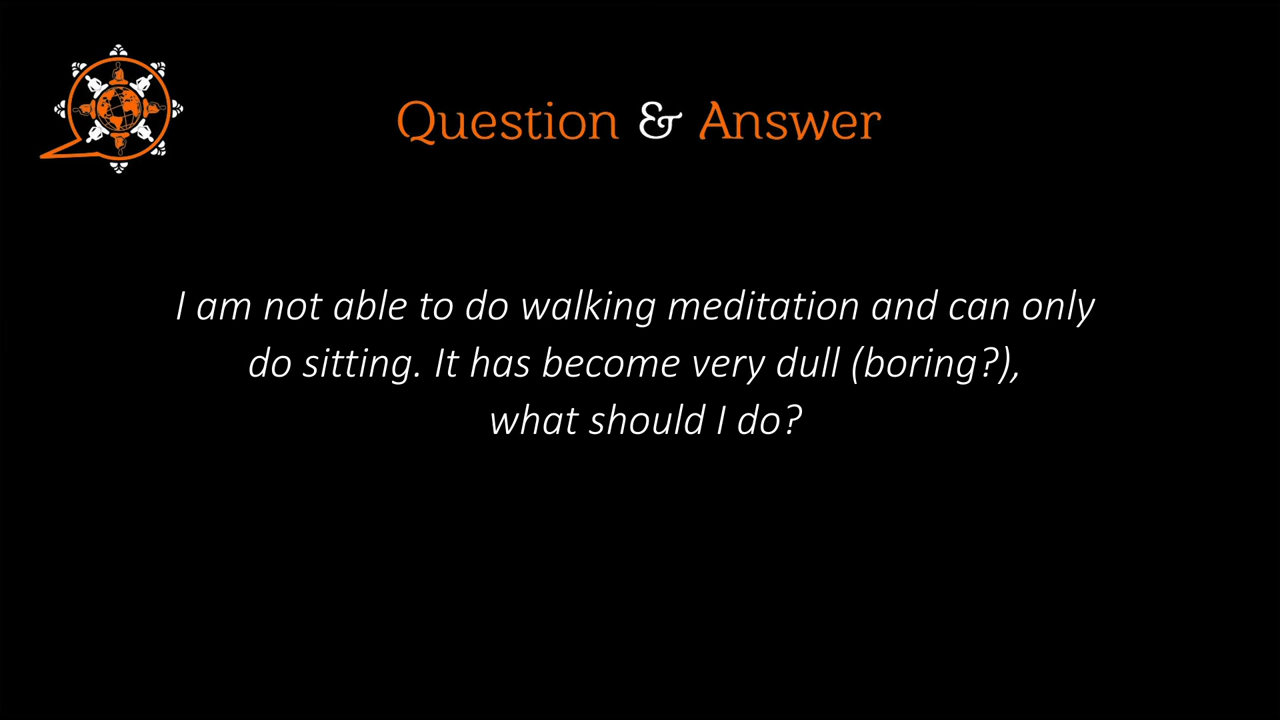 Question & Answer
I am not able to do walking meditation and can only
do sitting. It has become very dull (boring?),
what should I do?